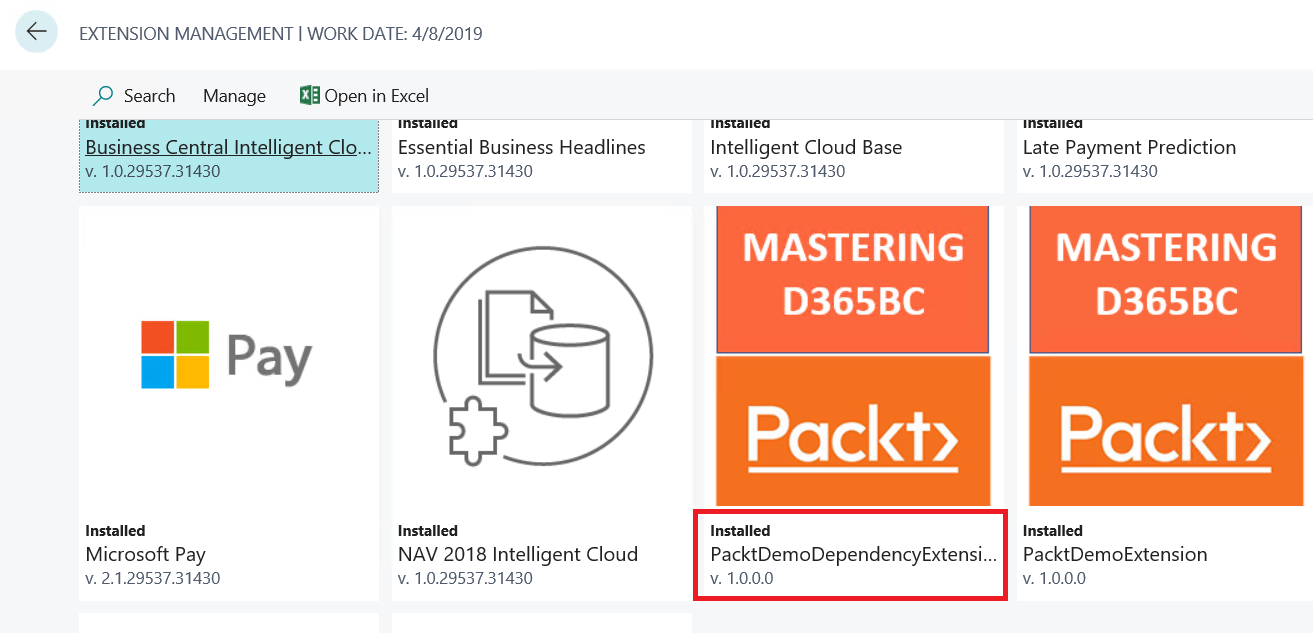 EXTENSION MANAGEMENT | WORK DATE: 4/8/2019
Search Manage Open in Excel
Installed
Business Central Intelligent Clo...
v. 1.0.29537.31430
Installed
Essential Business Headlines
v. 1.0.29537.31430
Installed
Intelligent Cloud Base
v. 1.0.29537.31430
Installed
Late Payment Prediction
v. 1.0.29537.31430
Pay
Installed
Microsoft Pay
v. 2.1.29537.31430
Installed
NAV 2018 Intelligent Cloud
v. 1.0.29537.31430
MASTERING
D365BC
Packt>
Installed
PacktDemoDependencyExtensi...
v. 1.0.0.0
MASTERING
D365BC
Packt>
Installed
PacktDemoExtension
v. 1.0.0.0